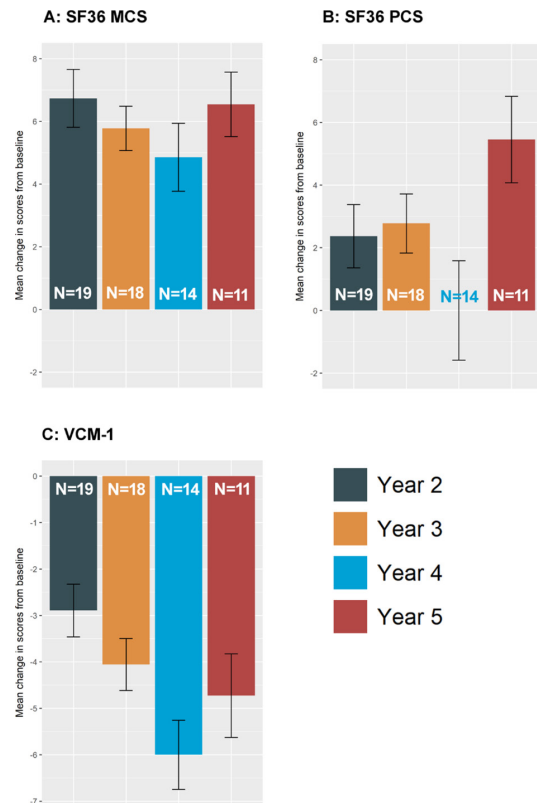 A: SF36 MCS
Mean change in scores from baseline
8
6
4
2
0
-2
N=19 N=18 N=14 N=11
B: SF36 PCS
Mean change in scores from baseline
8
6
4
2
0
-2
N=19 N=18 N=14 N=11
C: VCM-1
Mean change in scores from baseline
0
-1
-2
-3
-4
-5
-6
-7
N=19 N=18 N=14 N=11
Year 2
Year 3
Year 4
Year 5